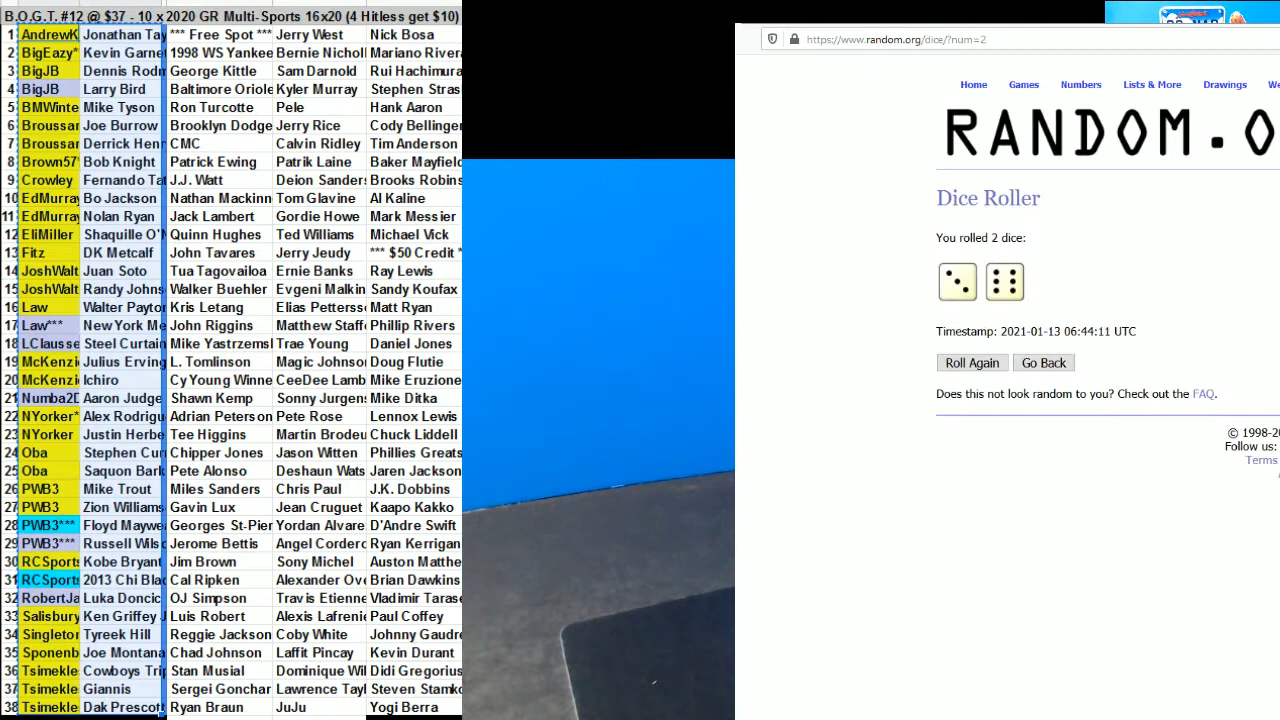 B.O.G.T. #12 @ $37 - 10 x 2020 GR Multi-Sports 16x20 (4 Hitless get $10)
1 AndrewK Jonathan Tay *** Free Spot *** Jerry West Nick Bosa
2 BigEazy* Kevin Garne 1998 WS Yankee Bernie Nicholl Mariano Rivera
3 BigJB Dennis Rodm George Kittle Sam Darnold Rui Hachimura
4 BigJB Larry Bird Baltimore Oriole Kyler Murray Stephen Stras
5 BMWinte Mike Tyson Ron Turcotte Pele Hank Aaron
6 Broussar Joe Burrow Brooklyn Dodge Jerry Rice Cody Bellinger
7 Broussar Derrick Henr CMC Calvin Ridley Tim Anderson
8 Brown57* Bob Knight Patrick Ewing Patrik Laine Baker Mayfield
9 Crowley Fernando Tat J.J. Watt Deion Sanders Brooks Robins
10 EdMurray Bo Jackson Nathan Mackinn Tom Glavine Al Kaline
11 EdMurray Nolan Ryan Jack Lambert Gordie Howe Mark Messier
12 EliMiller Shaquille O'N Quinn Hughes Ted Williams Michael Vick
13 Fitz DK Metcalf John Tavares Jerry Jeudy *** $50 Credit *
14 JoshWalt Juan Soto Tua Tagovailoa Ernie Banks Ray Lewis
15 JoshWalt Randy Johns Walker Buehler Evgeni Malkin Sandy Koufax
16 Law Walter Payto Kris Letang Elias Petterss Matt Ryan
17 Law*** New York Me John Riggins Matthew Staff Phillip Rivers
18 LClausse Steel Curtain Mike Yastrzemsl Trae Young Daniel Jones
19 McKenzi Julius Erving L. Tomlinson Magic Johnso Doug Flutie
20 McKenzi Ichiro Cy Young Winne CeeDee Lamb Mike Eruzione
21 Numba2D Aaron Judge Shawn Kemp Sonny Jurgens Mike Ditka
22 NYorker* Alex Rodrigu Adrian Peterson Pete Rose Lennox Lewis
23 NYorker Justin Herbe Tee Higgins Martin Brodeu Chuck Liddell
24 Oba Stephen Curr Chipper Jones Jason Witten Phillies Greats
25 Oba Saquon Bark Pete Alonso Deshaun Wats Jaren Jackson
26 PWB3 Mike Trout Miles Sanders Chris Paul J.K. Dobbins
27 PWB3 Zion Williams Gavin Lux Jean Cruguet Kaapo Kakko
28 PWB3*** Floyd Maywe Georges St-Pier Yordan Alvare D'Andre Swift
29 PWB3*** Russell Wils Jerome Bettis Angel Cordero Ryan Kerrigan
30 RCSports Kobe Bryant Jim Brown Sony Michel Auston Matthe
31 RCSports 2013 Chi Blac Cal Ripken Alexander Ove Brian Dawkins
32 RobertJa Luka Doncic OJ Simpson Travis Etienne Vladimir Tarase
33 Salisbury Ken Griffey J Luis Robert Alexis Lafrenie Paul Coffey
34 Singleton Tyreek Hill Reggie Jackson Coby White Johnny Gaudre
35 Sponenb Joe Montana Chad Johnson Laffit Pincay Kevin Durant
36 Tsimekle Cowboys Trip Stan Musial Dominique Wil Didi Gregorius
37 Tsimekle Giannis Sergei Gonchar Lawrence Tayl Steven Stamko
38 Tsimekle Dak Prescott Ryan Braun JuJu Yogi Berra
https://www.random.org/dice/?num=2
Home Games Numbers Lists & More Drawings We
RANDOM.O
Dice Roller
You rolled 2 dice:
Timestamp: 2021-01-13 06:44:11 UTC
Roll Again Go Back
Does this not look random to you? Check out the FAQ.
© 1998-20
Follow us:
Terms